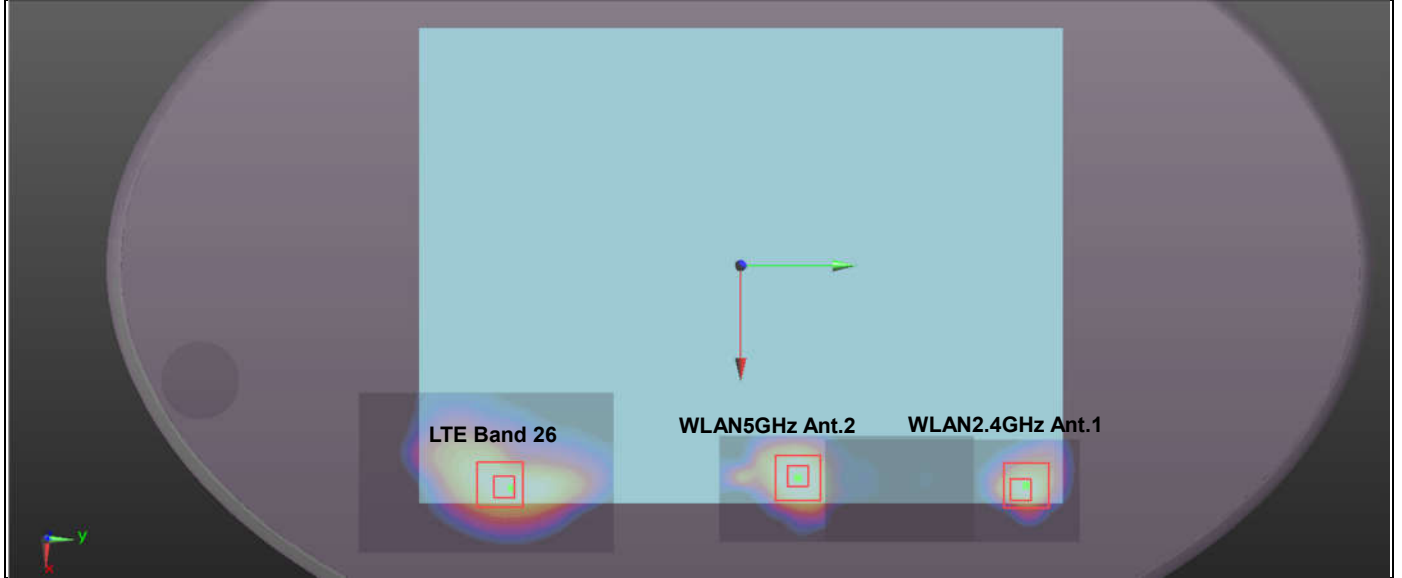 WLAN5GHz Ant.2
WLAN2.4GHz Ant.1
LTE Band 26
y
x